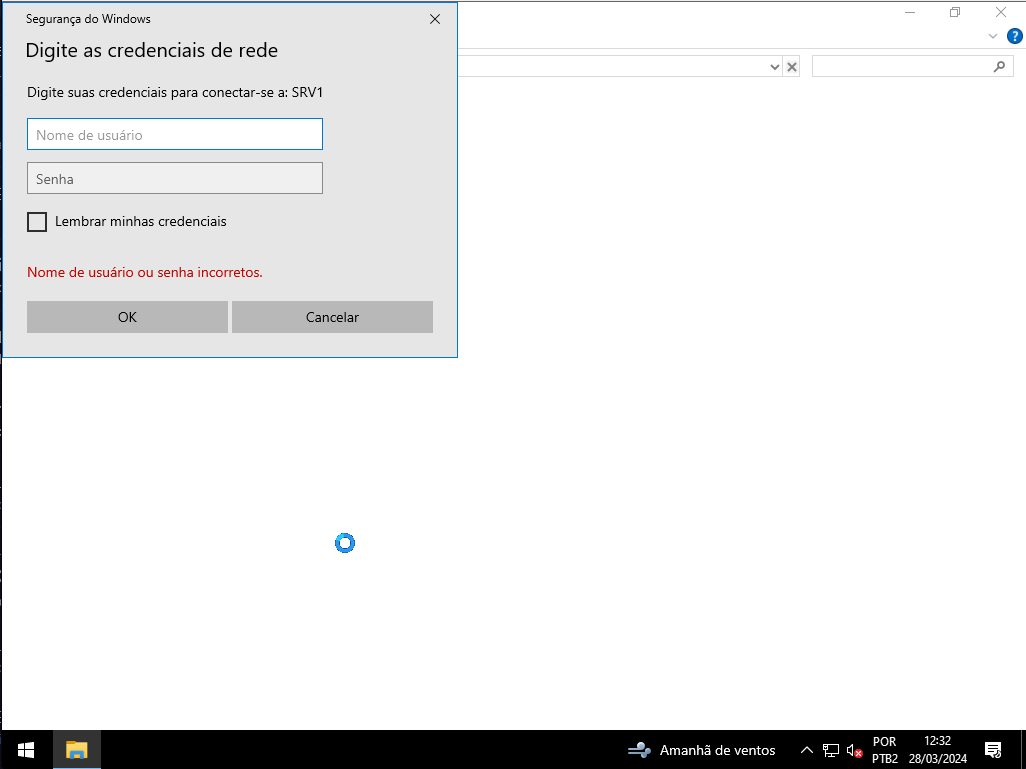 Segurança do Windows
Digite as credenciais de rede
Digite suas credenciais para conectar-se a: SRV1
Nome de usuário
Senha
Lembrar minhas credenciais
Nome de usuário ou senha incorretos.
OK
Cancelar
?
Amanhã de ventos
POR
PTB2
12:32
28/03/2024